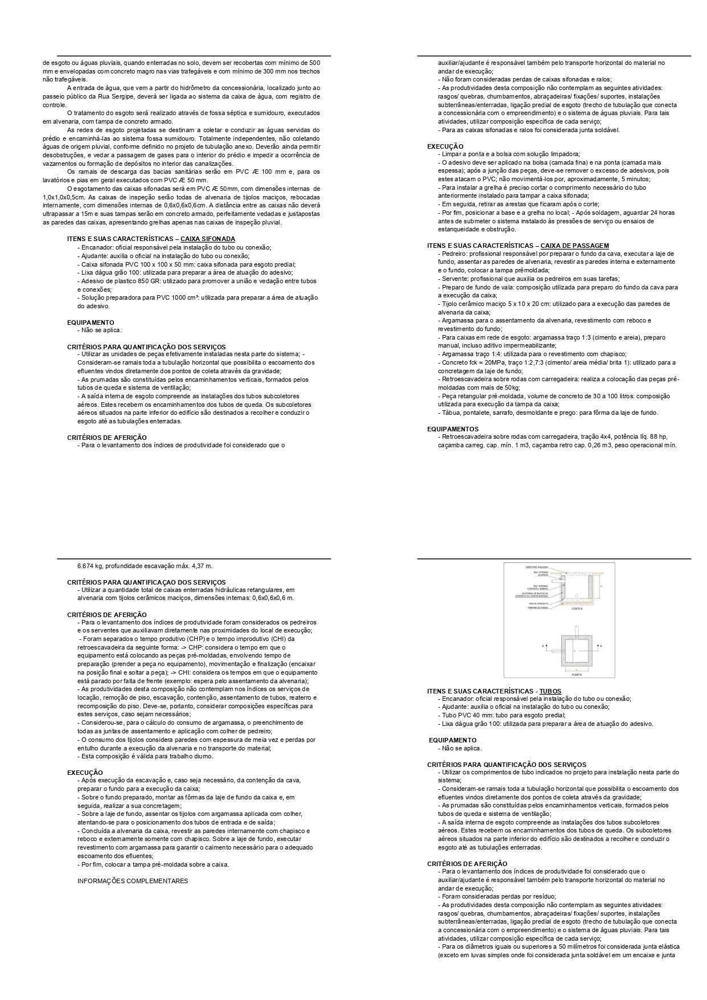 de esgoto ou águas pluviais, quando enterradas no solo, devem ser recobertas com mínimo de 500
mm e envelopadas com concreto magro nas vias trafegáveis e com mínimo de 300 mm nos trechos
não trafegáveis.
A entrada de água, que vem a partir do hidrômetro da concessionária, localizado junto ao
passeio público da Rua Sergipe, deverá ser ligada ao sistema da caixa de água, com registro de
controle.
O tratamento do esgoto será realizado através de fossa séptica e sumidouro, executados
em alvenaria, com tampa de concreto armado.
As redes de esgoto projetadas se destinam a coletar e conduzir as águas servidas do
prédio e encaminhá-las ao sistema fossa sumidouro. Totalmente independentes, não coletando
águas de origem pluvial, conforme definido no projeto de tubulação anexo. Deverão ainda permitir
desobstruções, e vedar a passagem de gases para o interior do prédio e impedir a ocorrência de
vazamentos ou formação de depósitos no interior das canalizações.
Os ramais de descarga das bacias sanitárias serão em PVC Æ 100 mm e, para os
lavatórios e pias em geral executados com PVC Æ 50 mm.
O esgotamento das caixas sifonadas será em PVC Æ 50mm, com dimensões internas de
1,0x1,0x0,5cm. As caixas de inspeção serão todas de alvenaria de tijolos maciços, rebocadas
internamente, com dimensões internas de 0,6x0,6x0,6cm. A distância entre as caixas não deverá
ultrapassar a 15m e suas tampas serão em concreto armado, perfeitamente vedadas e justapostas
as paredes das caixas, apresentando grelhas apenas nas caixas de inspeção pluvial.
ITENS E SUAS CARACTERÍSTICAS – CAIXA SIFONADA
- Encanador: oficial responsável pela instalação do tubo ou conexão;
- Ajudante: auxilia o oficial na instalação do tubo ou conexão;
- Caixa sifonada PVC 100 x 100 x 50 mm: caixa sifonada para esgoto predial;
- Lixa dágua grão 100: utilizada para preparar a área de atuação do adesivo;
- Adesivo de plastico 850 GR: utilizado para promover a união e vedação entre tubos
e conexões;
- Solução preparadora para PVC 1000 cm³: utilizada para preparar a área de atuação
do adesivo.
EQUIPAMENTO
- Não se aplica.
CRITÉRIOS PARA QUANTIFICAÇÃO DOS SERVIÇOS
- Utilizar as unidades de peças efetivamente instaladas nesta parte do sistema; -
Consideram-se ramais toda a tubulação horizontal que possibilita o escoamento dos
efluentes vindos diretamente dos pontos de coleta através da gravidade;
- As prumadas são constituídas pelos encaminhamentos verticais, formados pelos
tubos de queda e sistema de ventilação;
- A saída interna de esgoto compreende as instalações dos tubos subcoletores
aéreos. Estes recebem os encaminhamentos dos tubos de queda. Os subcoletores
aéreos situados na parte inferior do edifício são destinados a recolher e conduzir o
esgoto até as tubulações enterradas.
CRITÉRIOS DE AFERIÇÃO
- Para o levantamento dos índices de produtividade foi considerado que o
auxiliar/ajudante é responsável também pelo transporte horizontal do material no
andar de execução;
- Não foram consideradas perdas de caixas sifonadas e ralos;
- As produtividades desta composição não contemplam as seguintes atividades:
rasgos/ quebras, chumbamentos, abraçadeiras/ fixações/ suportes, instalações
subterrâneas/enterradas, ligação predial de esgoto (trecho de tubulação que conecta
a concessionária com o empreendimento) e o sistema de águas pluviais. Para tais
atividades, utilizar composição específica de cada serviço;
- Para as caixas sifonadas e ralos foi considerada junta soldável.
EXECUÇÃO
- Limpar a ponta e a bolsa com solução limpadora;
- O adesivo deve ser aplicado na bolsa (camada fina) e na ponta (camada mais
espessa); após a junção das peças, deve-se remover o excesso de adesivos, pois
estes atacam o PVC; não movimentá-los por, aproximadamente, 5 minutos;
- Para instalar a grelha é preciso cortar o comprimento necessário do tubo
anteriormente instalado para tampar a caixa sifonada;
- Em seguida, retirar as arestas que ficaram após o corte;
- Por fim, posicionar a base e a grelha no local; - Após soldagem, aguardar 24 horas
antes de submeter o sistema instalado às pressões de serviço ou ensaios de
estanqueidade e obstrução.
ITENS E SUAS CARACTERÍSTICAS – CAIXA DE PASSAGEM
- Pedreiro: profissional responsável por preparar o fundo da cava, executar a laje de
fundo, assentar as paredes de alvenaria, revestir as paredes interna e externamente
e o fundo, colocar a tampa prémoldada;
- Servente: profissional que auxilia os pedreiros em suas tarefas;
- Preparo de fundo de vala: composição utilizada para preparo do fundo da cava para
a execução da caixa;
- Tijolo cerâmico maciço 5 x 10 x 20 cm: utilizado para a execução das paredes de
alvenaria da caixa;
- Argamassa para o assentamento da alvenaria, revestimento com reboco e
revestimento do fundo;
- Para caixas em rede de esgoto: argamassa traço 1:3 (cimento e areia), preparo
manual, incluso aditivo impermeabilizante;
- Argamassa traço 1:4: utilizada para o revestimento com chapisco;
- Concreto fck = 20MPa, traço 1:2,7:3 (cimento/ areia média/ brita 1): utilizado para a
concretagem da laje de fundo;
- Retroescavadeira sobre rodas com carregadeira: realiza a colocação das peças pré-
moldadas com mais de 50kg;
- Peça retangular pré-moldada, volume de concreto de 30 a 100 litros: composição
utilizada para execução da tampa da caixa;
- Tábua, pontalete, sarrafo, desmoldante e prego: para fôrma da laje de fundo.
EQUIPAMENTOS
- Retroescavadeira sobre rodas com carregadeira, tração 4x4, potência líq. 88 hp,
caçamba carreg. cap. mín. 1 m3, caçamba retro cap. 0,26 m3, peso operacional mín.
6.674 kg, profundidade escavação máx. 4,37 m.
CRITÉRIOS PARA QUANTIFICAÇAO DOS SERVIÇOS
- Utilizar a quantidade total de caixas enterradas hidráulicas retangulares, em
alvenaria com tijolos cerâmicos maciços, dimensões internas: 0,6x0,6x0,6 m.
CRITÉRIOS DE AFERIÇÃO
- Para o levantamento dos índices de produtividade foram considerados os pedreiros
e os serventes que auxiliavam diretamente nas proximidades do local de execução;
- Foram separados o tempo produtivo (CHP) e o tempo improdutivo (CHI) da
retroescavadeira da seguinte forma: -> CHP: considera o tempo em que o
equipamento está colocando as peças pré-moldadas, envolvendo tempo de
preparação (prender a peça no equipamento), movimentação e finalização (encaixar
na posição final e soltar a peça); -> CHI: considera os tempos em que o equipamento
está parado por falta de frente (exemplo: espera pelo assentamento da alvenaria);
- As produtividades desta composição não contemplam nos índices os serviços de
locação, remoção de piso, escavação, contenção, assentamento de tubos, reaterro e
recomposição do piso. Deve-se, portanto, considerar composições específicas para
estes serviços, caso sejam necessários;
- Considerou-se, para o cálculo do consumo de argamassa, o preenchimento de
todas as juntas de assentamento e aplicação com colher de pedreiro;
- O consumo dos tijolos considera paredes com espessura de meia vez e perdas por
entulho durante a execução da alvenaria e no transporte do material;
- Esta composição é válida para trabalho diurno.
EXECUÇÃO
- Após execução da escavação e, caso seja necessário, da contenção da cava,
preparar o fundo para a execução da caixa;
- Sobre o fundo preparado, montar as fôrmas da laje de fundo da caixa e, em
seguida, realizar a sua concretagem;
- Sobre a laje de fundo, assentar os tijolos com argamassa aplicada com colher,
atentando-se para o posicionamento dos tubos de entrada e de saída;
- Concluída a alvenaria da caixa, revestir as paredes internamente com chapisco e
reboco e externamente somente com chapisco. Sobre a laje de fundo, executar
revestimento com argamassa para garantir o caimento necessário para o adequado
escoamento dos efluentes;
- Por fim, colocar a tampa pré-moldada sobre a caixa.
INFORMAÇÕES COMPLEMENTARES
TAMPA PRÉ-MOLDADA
REV. EXTERNO
CHAPISCO
REV. INTERNO:
CHAPISCO + REBOCO
ALVENARIA DE BLOCOS DE
CONCRETO OU TIJOLOS MACIÇOS
PREPARO DE FUNDO
CORTE A
A
A
PLANTA
ITENS E SUAS CARACTERÍSTICAS - TUBOS
- Encanador: oficial responsável pela instalação do tubo ou conexão;
- Ajudante: auxilia o oficial na instalação do tubo ou conexão;
- Tubo PVC 40 mm: tubo para esgoto predial;
- Lixa dágua grão 100: utilizada para preparar a área de atuação do adesivo.
EQUIPAMENTO
- Não se aplica.
CRITÉRIOS PARA QUANTIFICAÇÃO DOS SERVIÇOS
- Utilizar os comprimentos de tubo indicados no projeto para instalação nesta parte do
sistema;
- Consideram-se ramais toda a tubulação horizontal que possibilita o escoamento dos
efluentes vindos diretamente dos pontos de coleta através da gravidade;
- As prumadas são constituídas pelos encaminhamentos verticais, formados pelos
tubos de queda e sistema de ventilação;
- A saída interna de esgoto compreende as instalações dos tubos subcoletores
aéreos. Estes recebem os encaminhamentos dos tubos de queda. Os subcoletores
aéreos situados na parte inferior do edifício são destinados a recolher e conduzir o
esgoto até as tubulações enterradas.
CRITÉRIOS DE AFERIÇÃO
- Para o levantamento dos índices de produtividade foi considerado que o
auxiliar/ajudante é responsável também pelo transporte horizontal do material no
andar de execução;
- Foram consideradas perdas por resíduo;
- As produtividades desta composição não contemplam as seguintes atividades:
rasgos/ quebras, chumbamentos, abraçadeiras/ fixações/ suportes, instalações
subterrâneas/enterradas, ligação predial de esgoto (trecho de tubulação que conecta
a concessionária com o empreendimento) e o sistema de águas pluviais. Para tais
atividades, utilizar composição específica de cada serviço;
- Para os diâmetros iguais ou superiores a 50 milímetros foi considerada junta elástica
(exceto em luvas simples onde foi considerada junta soldável em um encaixe e junta